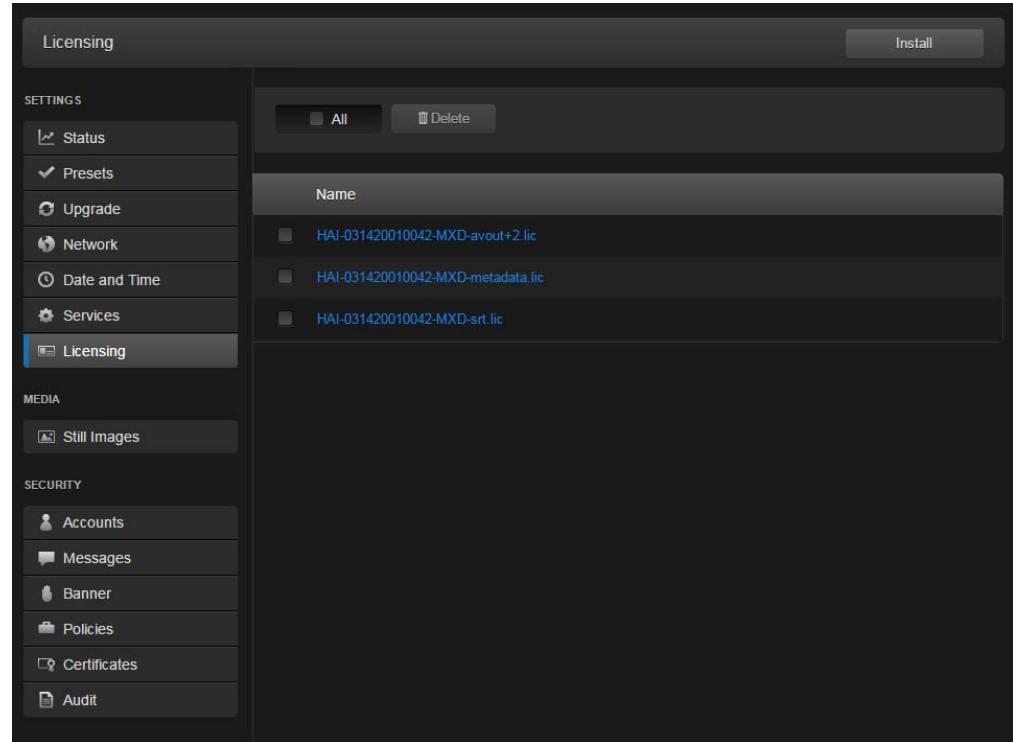 Licensing
Install
SETTINGS
Status
Presets
Upgrade
Network
Date and Time
Services
Licensing
MEDIA
Still Images
SECURITY
Accounts
Messages
Banner
Policies
Certificates
Audit
All
Delete
Name
HAI-031420010042-MXD-avout+2.lic
HAI-031420010042-MXD-metadata.lic
HAI-031420010042-MXD-srt.lic